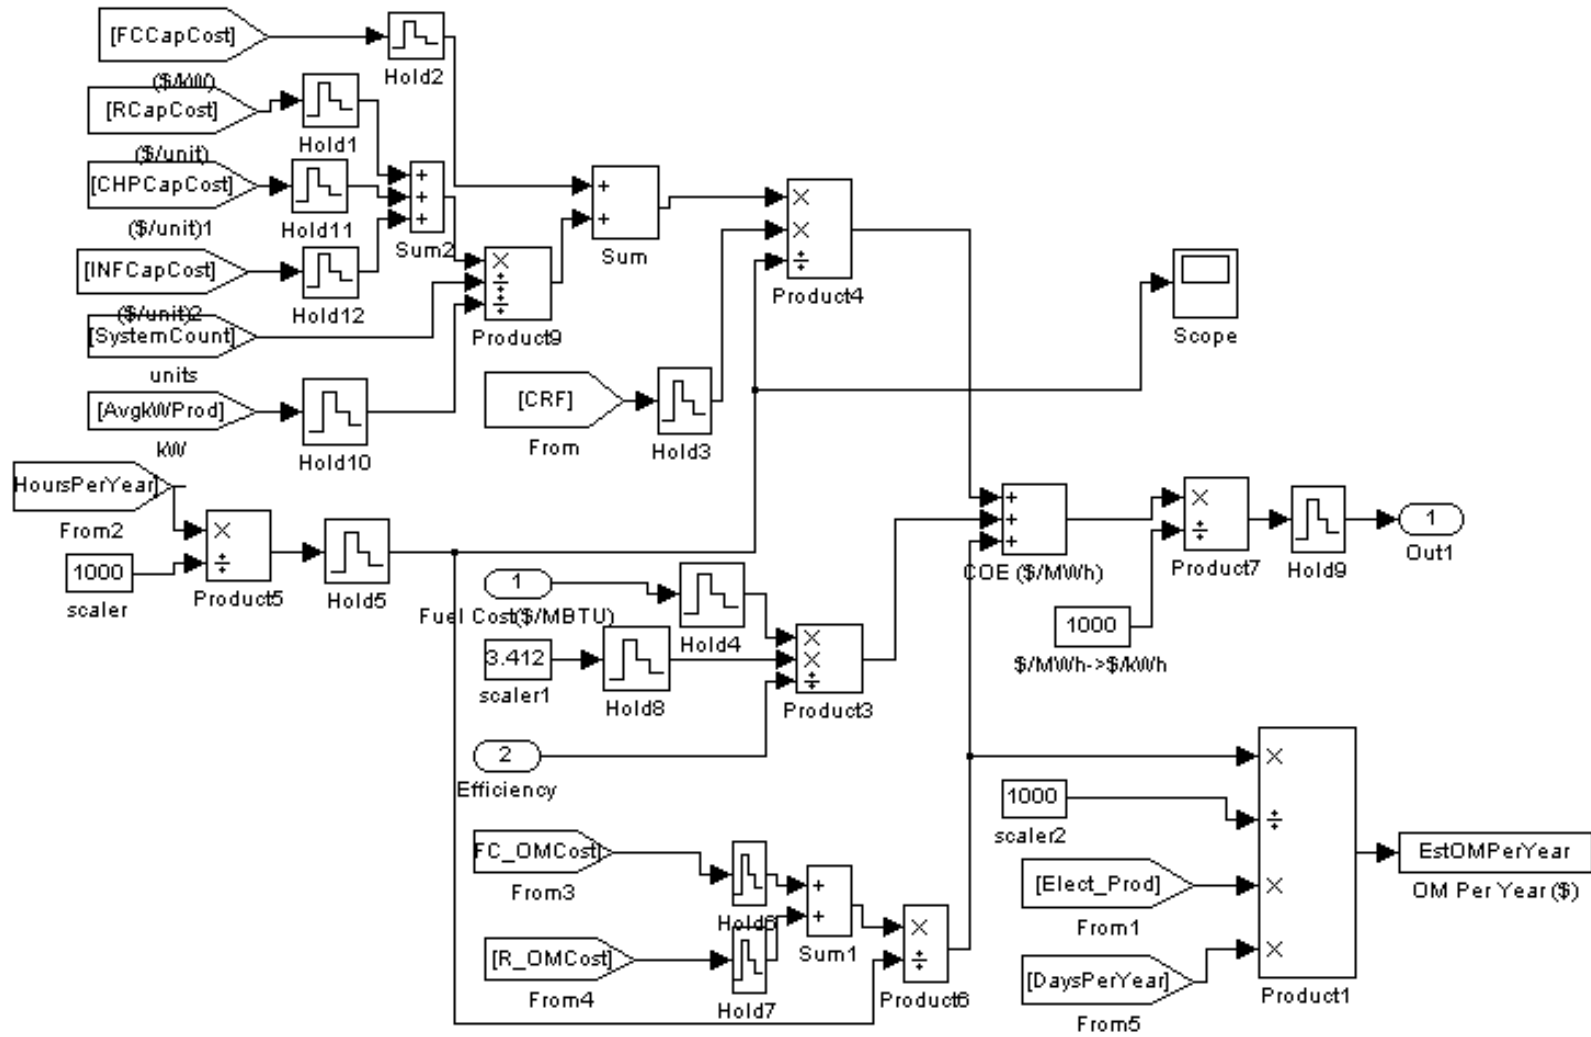 [FCCapCost]
Hold2
($/kW)
[RCapCost]
Hold1
($/unit)
[CHPCapCost]
Hold11
+
+
+
Sum2
+
+
Sum
×
×
÷
Product4
($/unit)1
[INFCapCost]
Hold12
×
÷
÷
Product9
Scope
($/unit)2
[SystemCount]
units
[AvgkWProd]
Hold10
[CRF]
From
Hold3
kW
HoursPerYear]
From2
×
÷
Product5
Hold5
1000
scaler
+
+
+
COE ($/MWh)
×
÷
Product7
Hold9
1
Out1
1
Fuel Cost($/MBTU)
Hold4
1000
$/MWh->$/kWh
3.412
scaler1
Hold8
×
×
÷
Product3
2
Efficiency
×
÷
×
×
Product1
1000
scaler2
EstOMPerYear
OM Per Year ($)
FC_OMCost]
From3
Hold6
+
+
Sum1
[Elect_Prod]
From1
[R_OMCost]
From4
Hold7
×
÷
Product6
[DaysPerYear]
From5